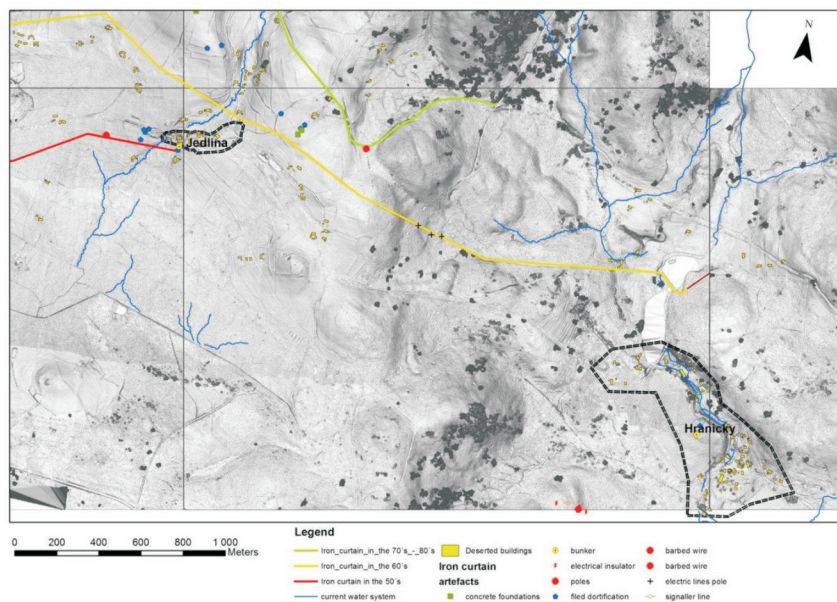 N
Jedlina
Hranicky
Legend
0 200 400 600 800 1 000
Meters
Iron_curtain_in_the 70´s_-_80´s
Iron_curtain_in_the 60´s
Iron curtain in the 50´s
current water system
Deserted buildings
Iron curtain
artefacts
concrete foundations
bunker
electrical insulator
poles
filed dortification
barbed wire
barbed wire
electric lines pole
signaller line